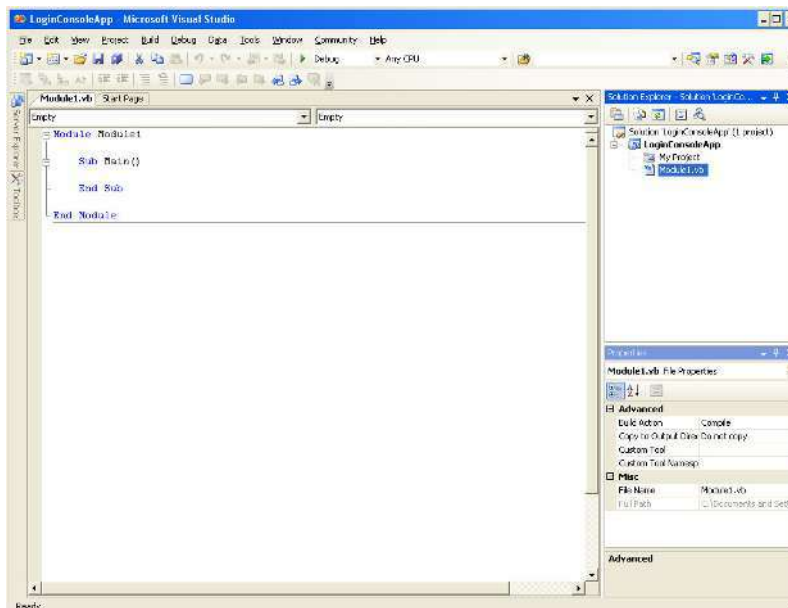 LoginConsoleApp - Microsoft Visual Studio
File Edit View Project Build Debug Data Tools Window Community Help
Debug Any CPU
Module1.vb Start Page
Empty Empty
Module Module1
Sub Main()
End Sub
End Module
Server Explorer
Toolbox
Solution Explorer - Solution 'LoginCo...
Solution 'LoginConsoleApp' (1 project)
LoginConsoleApp
My Project
Module1.vb
Properties
Module1.vb File Properties
Advanced
Build Action Compile
Copy to Output Direc Do not copy
Custom Tool
Custom Tool Namesp
Misc
File Name Module1.vb
Full Path C:\Documents and Set
Advanced
Ready